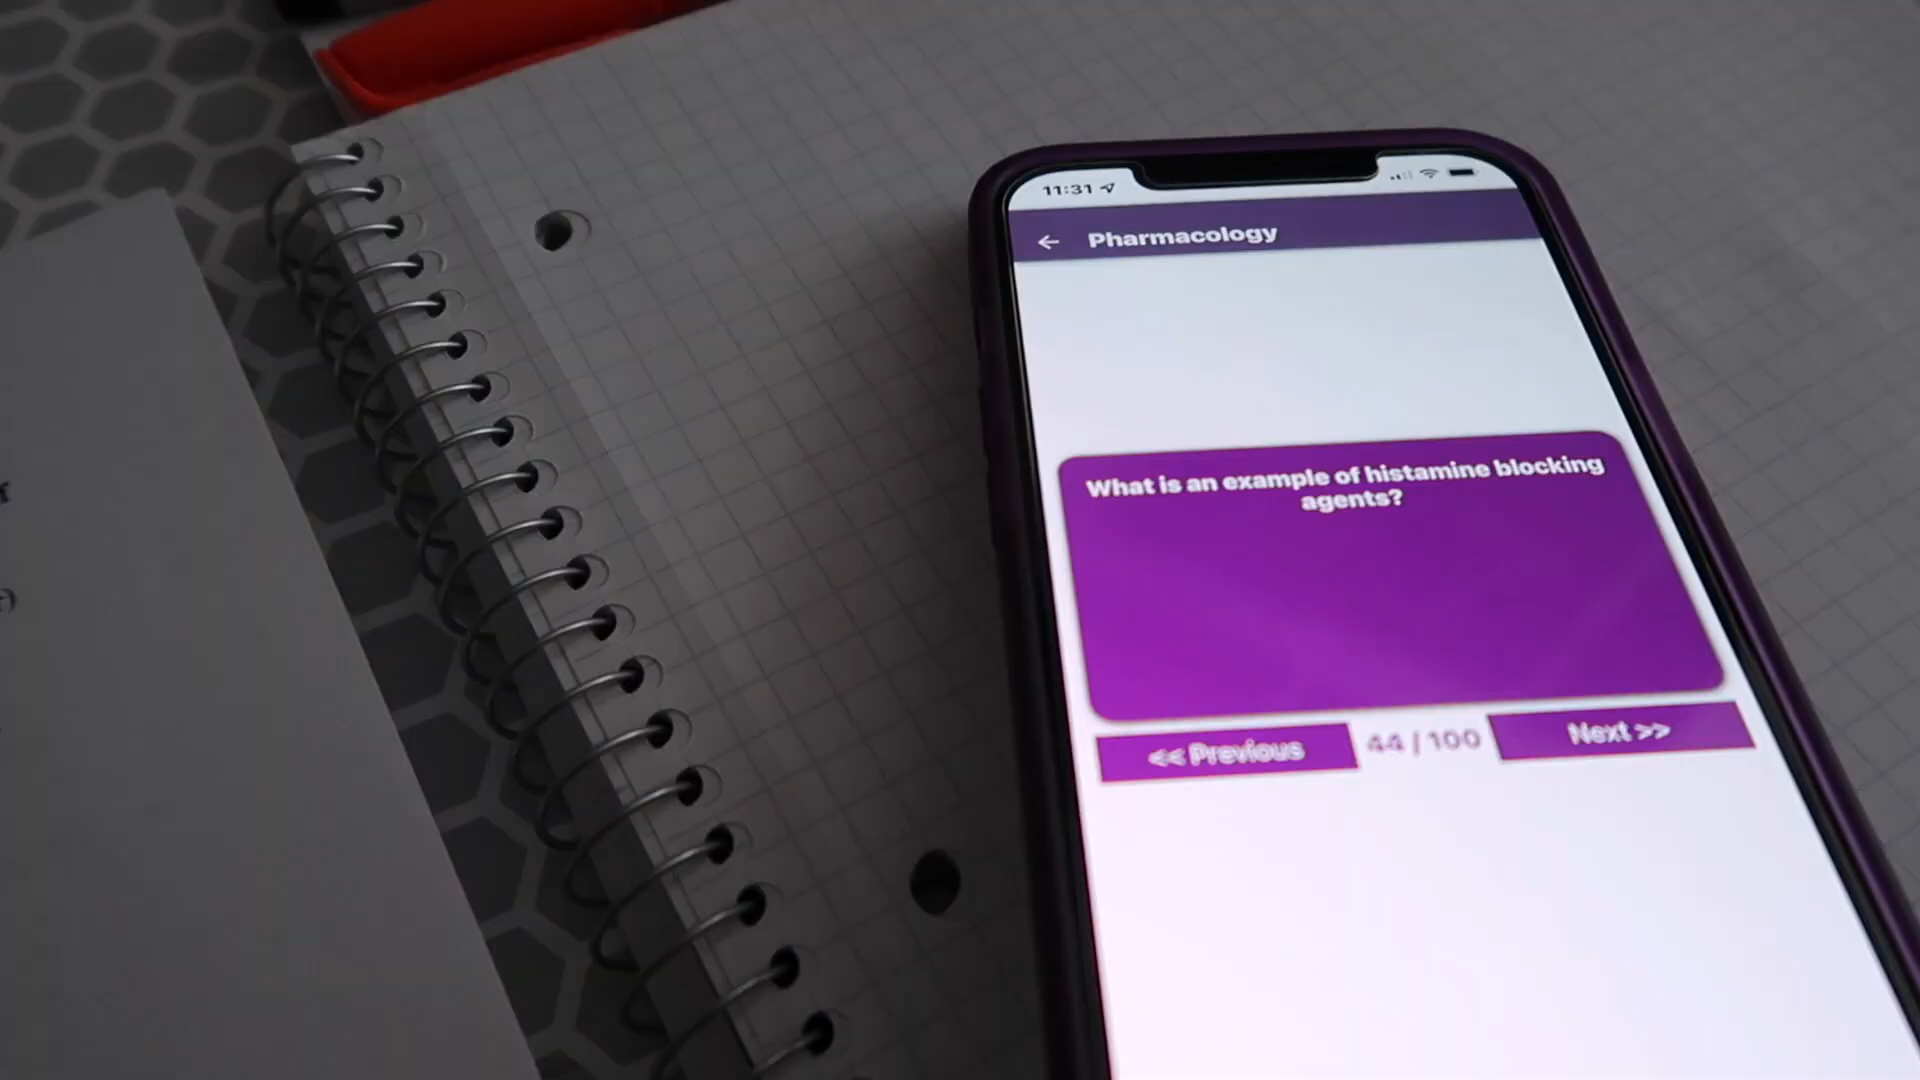 11:31
Pharmacology
What is an example of histamine blocking
agents?
<< Previous
44 / 100
Next >>